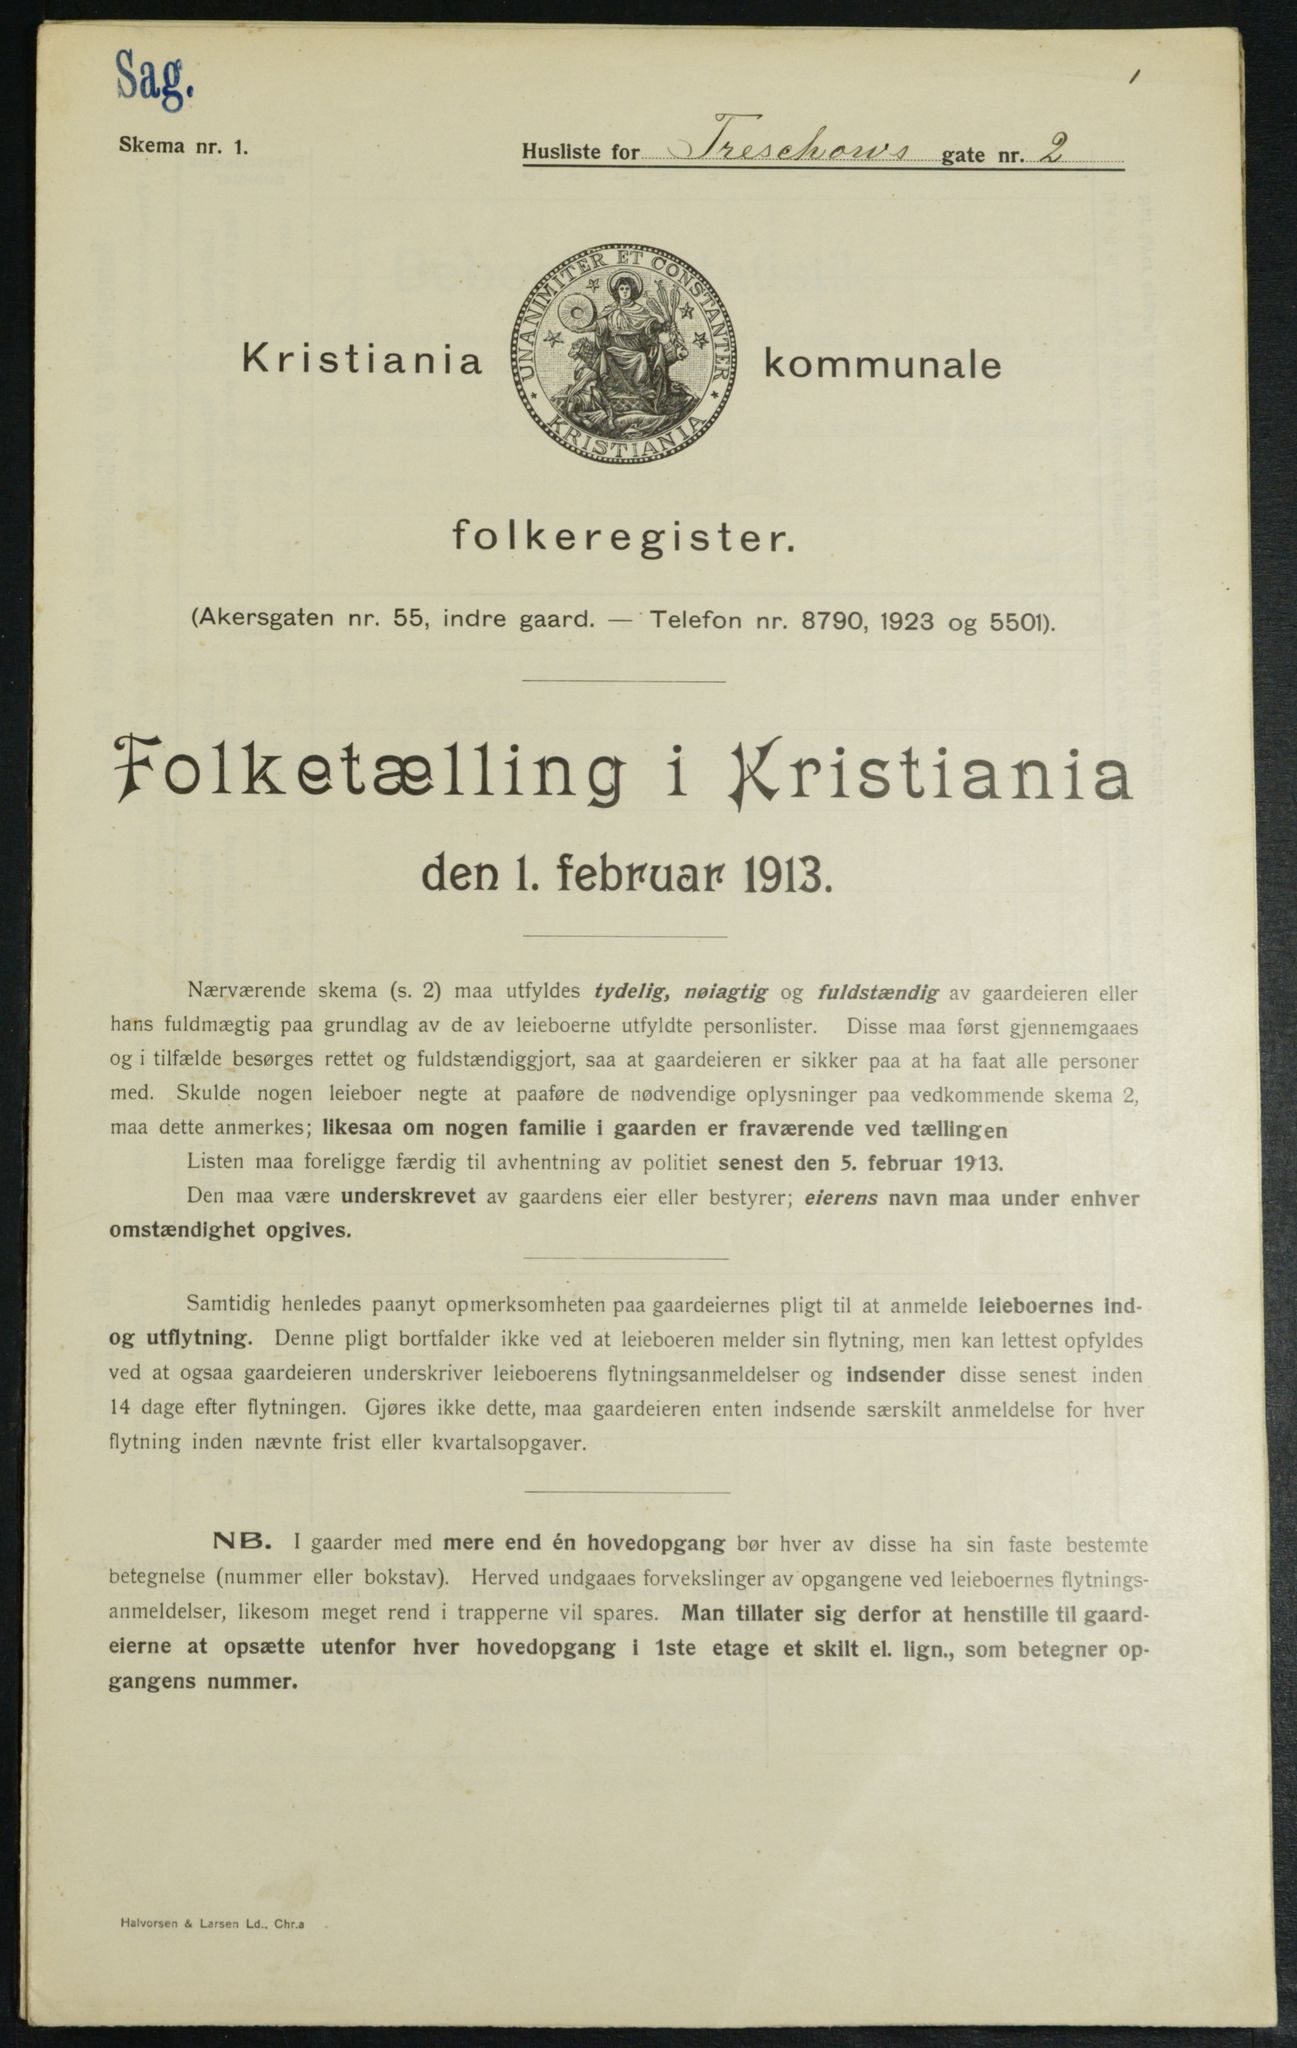 Sag.
1
Skema nr. 1.
Husliste for Treschows gate nr. 2
UNANIMITER ET CONSTANTER
* KRISTIANIA *
Kristiania kommunale
folkeregister.
(Akersgaten nr. 55, indre gaard. — Telefon nr. 8790, 1923 og 5501).
Folketælling i Kristiania
den 1. februar 1913.
Nærværende skema (s. 2) maa utfyldes tydelig, nøiagtig og fuldstændig av gaardeieren eller
hans fuldmægtig paa grundlag av de av leieboerne utfyldte personlister. Disse maa først gjennemgaaes
og i tilfælde besørges rettet og fuldstændiggjort, saa at gaardeieren er sikker paa at ha faat alle personer
med. Skulde nogen leieboer negte at paaføre de nødvendige oplysninger paa vedkommende skema 2,
maa dette anmerkes; likesaa om nogen familie i gaarden er fraværende ved tællingen
Listen maa foreligge færdig til avhentning av politiet senest den 5. februar 1913.
Den maa være underskrevet av gaardens eier eller bestyrer; eierens navn maa under enhver
omstændighet opgives.
Samtidig henledes paanyt opmerksomheten paa gaardeiernes pligt til at anmelde leieboernes ind-
og utflytning. Denne pligt bortfalder ikke ved at leieboeren melder sin flytning, men kan lettest opfyldes
ved at ogsaa gaardeieren underskriver leieboerens flytningsanmeldelser og indsender disse senest inden
14 dage efter flytningen. Gjøres ikke dette, maa gaardeieren enten indsende særskilt anmeldelse for hver
flytning inden nævnte frist eller kvartalsopgaver.
NB. I gaarder med mere end én hovedopgang bør hver av disse ha sin faste bestemte
betegnelse (nummer eller bokstav). Herved undgaaes forvekslinger av opgangene ved leieboernes flytnings-
anmeldelser, likesom meget rend i trapperne vil spares. Man tillater sig derfor at henstille til gaard-
eierne at opsætte utenfor hver hovedopgang i 1ste etage et skilt el. lign., som betegner op-
gangens nummer.
Halvorsen & Larsen Ld., Chr.a